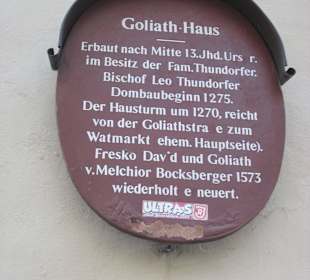 Goliath-Haus
Erbaut nach Mitte 13.Jhd.Urs r.
im Besitz der Fam.Thundorfer.
Bischof Leo Thundorfer
Dombaubeginn 1275.
Der Hausturm um 1270, reicht
von der Goliathstra e zum
Watmarkt ehem. Hauptseite).
Fresko Dav d und Goliath
v.Melchior Bocksberger 1573
wiederholt e neuert.
ULTRAS